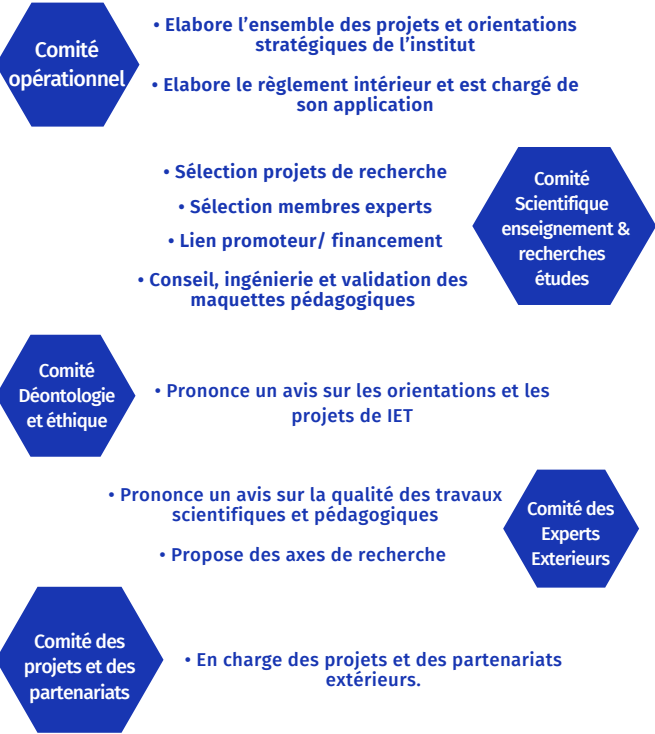 Comité
opérationnel
• Elabore l’ensemble des projets et orientations
stratégiques de l’institut
• Elabore le règlement intérieur et est chargé de
son application
• Sélection projets de recherche
• Sélection membres experts
• Lien promoteur/ financement
• Conseil, ingénierie et validation des
maquettes pédagogiques
Comité
Scientifique
enseignement &
recherches
études
Comité
Déontologie
et éthique
• Prononce un avis sur les orientations et les
projets de IET
• Prononce un avis sur la qualité des travaux
scientifiques et pédagogiques
• Propose des axes de recherche
Comité des
Experts
Exterieurs
Comité des
projets et des
partenariats
• En charge des projets et des partenariats
extérieurs.